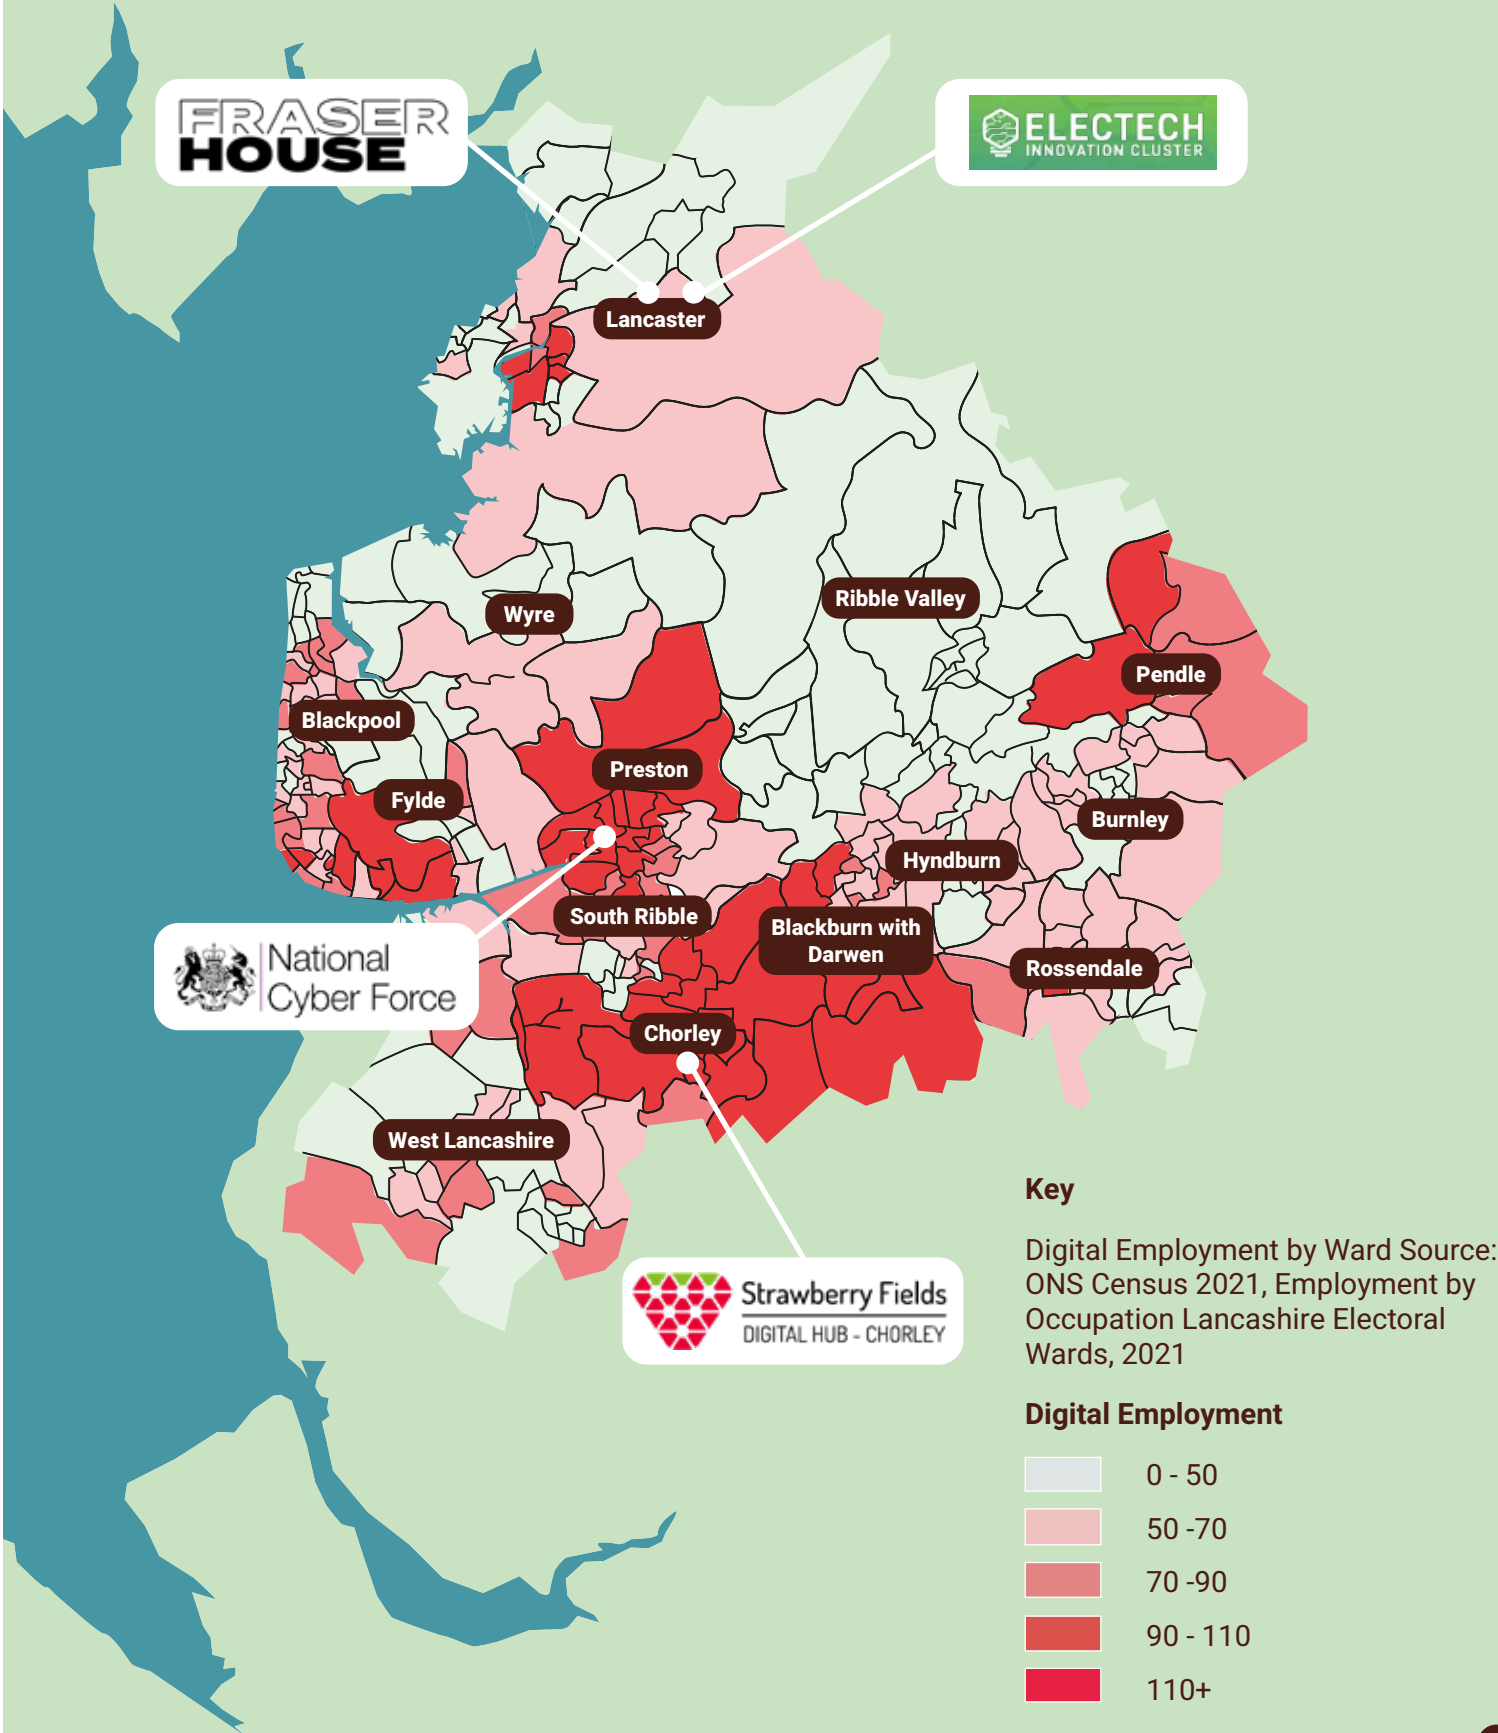 FRASER
HOUSE
ELECTECH
INNOVATION CLUSTER
Lancaster
Wyre
Ribble Valley
Pendle
Blackpool
Preston
Fylde
Burnley
Hyndburn
South Ribble
Blackburn with
Darwen
Rossendale
National
Cyber Force
Chorley
West Lancashire
Strawberry Fields
DIGITAL HUB - CHORLEY
Key
Digital Employment by Ward Source:
ONS Census 2021, Employment by
Occupation Lancashire Electoral
Wards, 2021
Digital Employment
0 - 50
50 -70
70 -90
90 - 110
110+